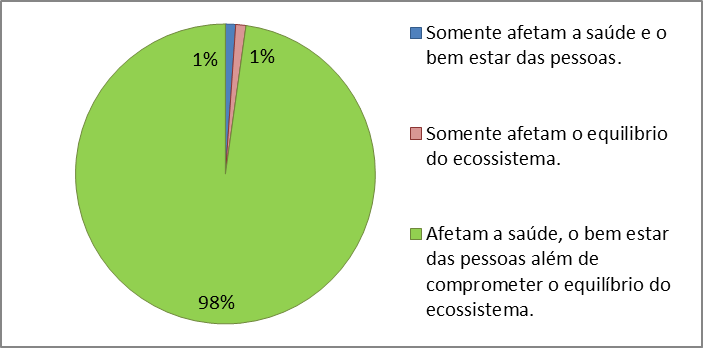 1%
1%
98%
Somente afetam a saúde e o
bem estar das pessoas.
Somente afetam o equilibrio
do ecossistema.
Afetam a saúde, o bem estar
das pessoas além de
comprometer o equilíbrio do
ecossistema.